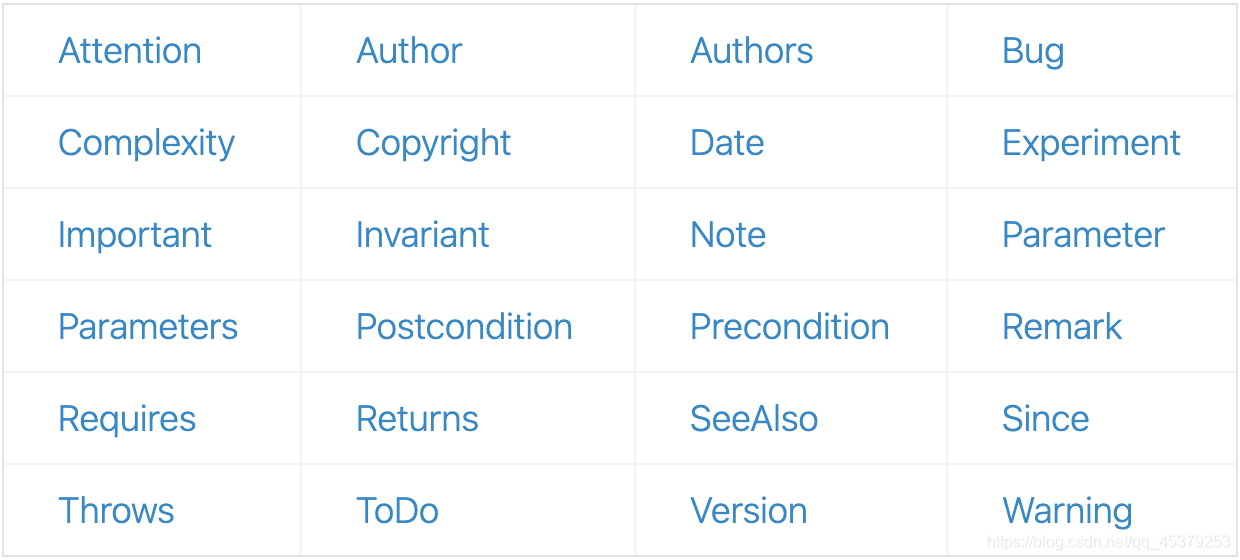 Attention Author Authors Bug
Complexity Copyright Date Experiment
Important Invariant Note Parameter
Parameters Postcondition Precondition Remark
Requires Returns SeeAlso Since
Throws ToDo Version Warning
https://blog.csdn.net/qq_45379253